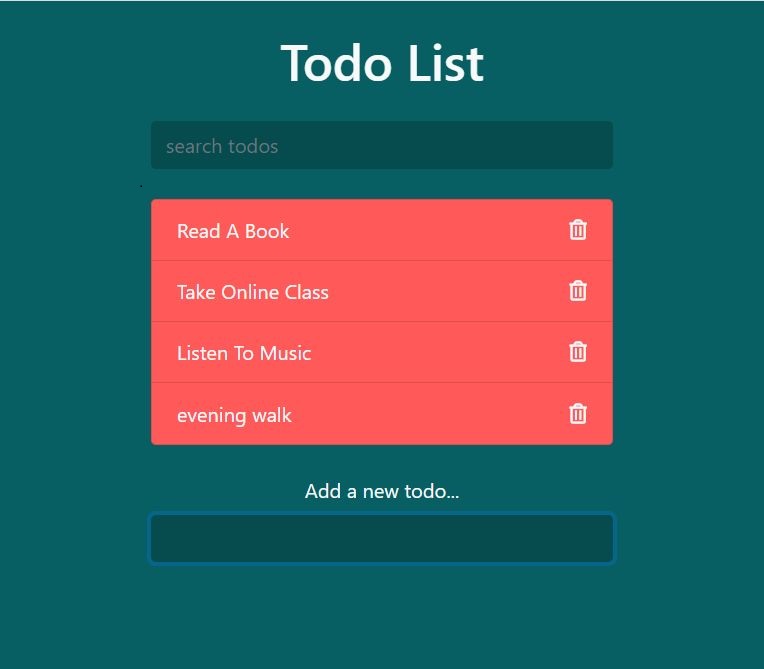 Todo List
search todos
Read A Book
Take Online Class
Listen To Music
evening walk
Add a new todo...